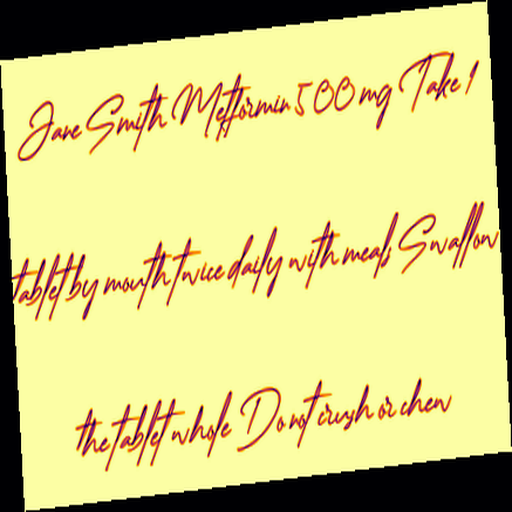 Jane Smith Metformin 500 mg Take 1
tablet by mouth twice daily with meals Swallow
the tablet whole Do not crush or chew